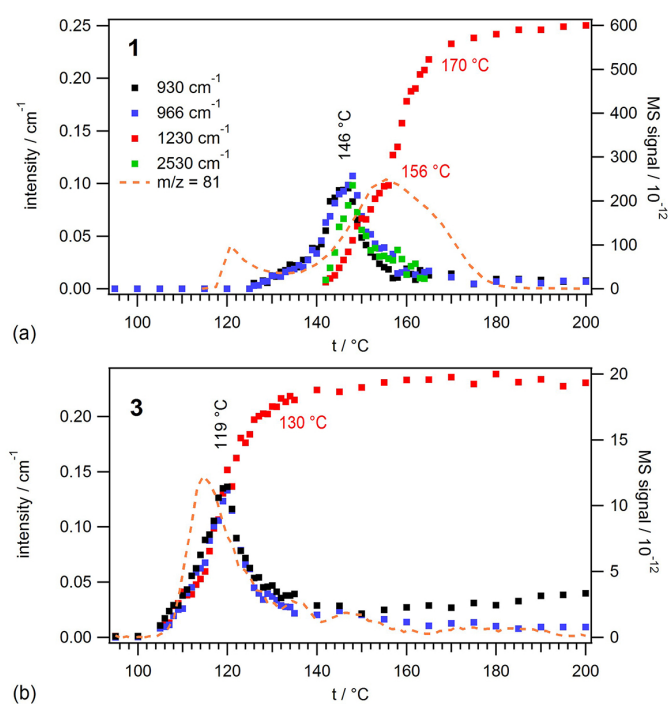 1
930 cm-1
966 cm-1
1230 cm-1
2530 cm-1
m/z = 81
146 °C
156 °C
170 °C
0.25
0.20
0.15
0.10
0.05
0.00
intensity / cm-1
600
500
400
300
200
100
0
MS signal / 10-12
100
120
140
160
180
200
t / °C
(a)
3
119 °C
130 °C
0.20
0.15
0.10
0.05
0.00
intensity / cm-1
20
15
10
5
0
MS signal / 10-12
100
120
140
160
180
200
t / °C
(b)